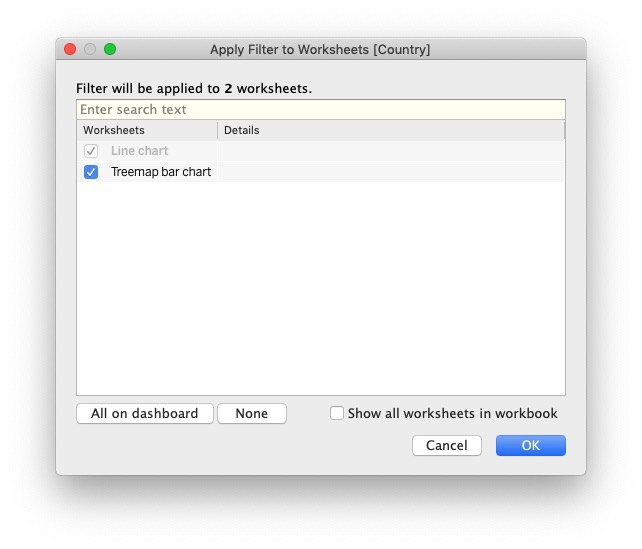 Apply Filter to Worksheets [Country]
Filter will be applied to 2 worksheets.
Enter search text
Worksheets Details
Line chart
Treemap bar chart
All on dashboard None Show all worksheets in workbook
Cancel OK